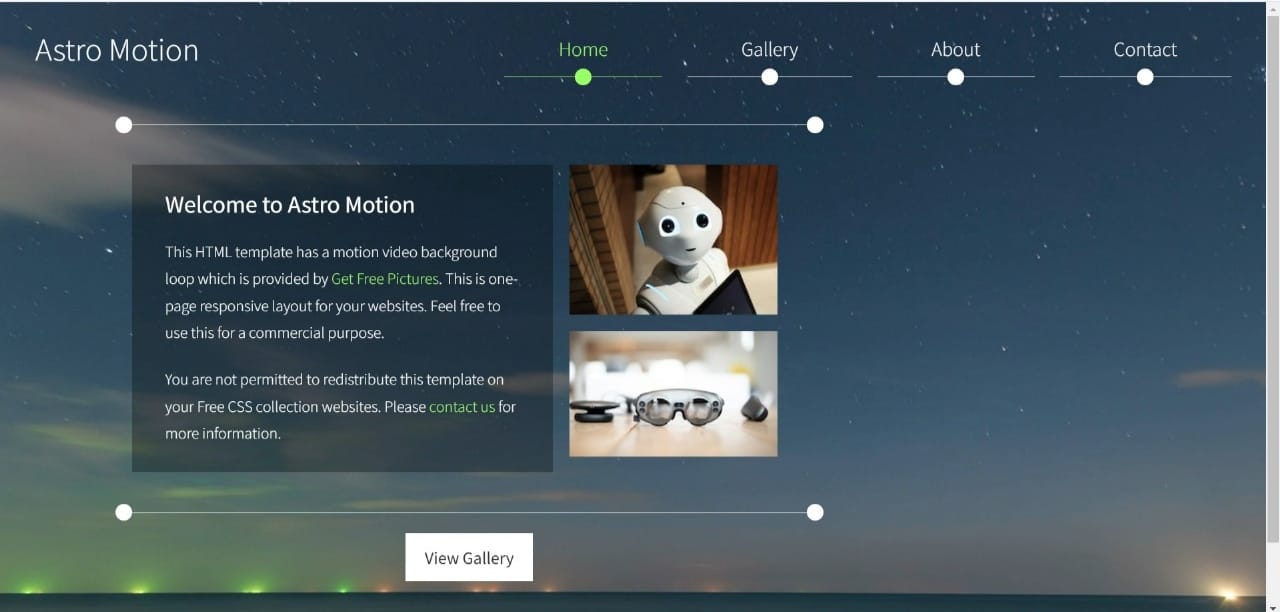 Astro Motion
Home
Gallery
About
Contact
Welcome to Astro Motion
This HTML template has a motion video background
loop which is provided by Get Free Pictures. This is one-
page responsive layout for your websites. Feel free to
use this for a commercial purpose.
You are not permitted to redistribute this template on
your Free CSS collection websites. Please contact us for
more information.
View Gallery